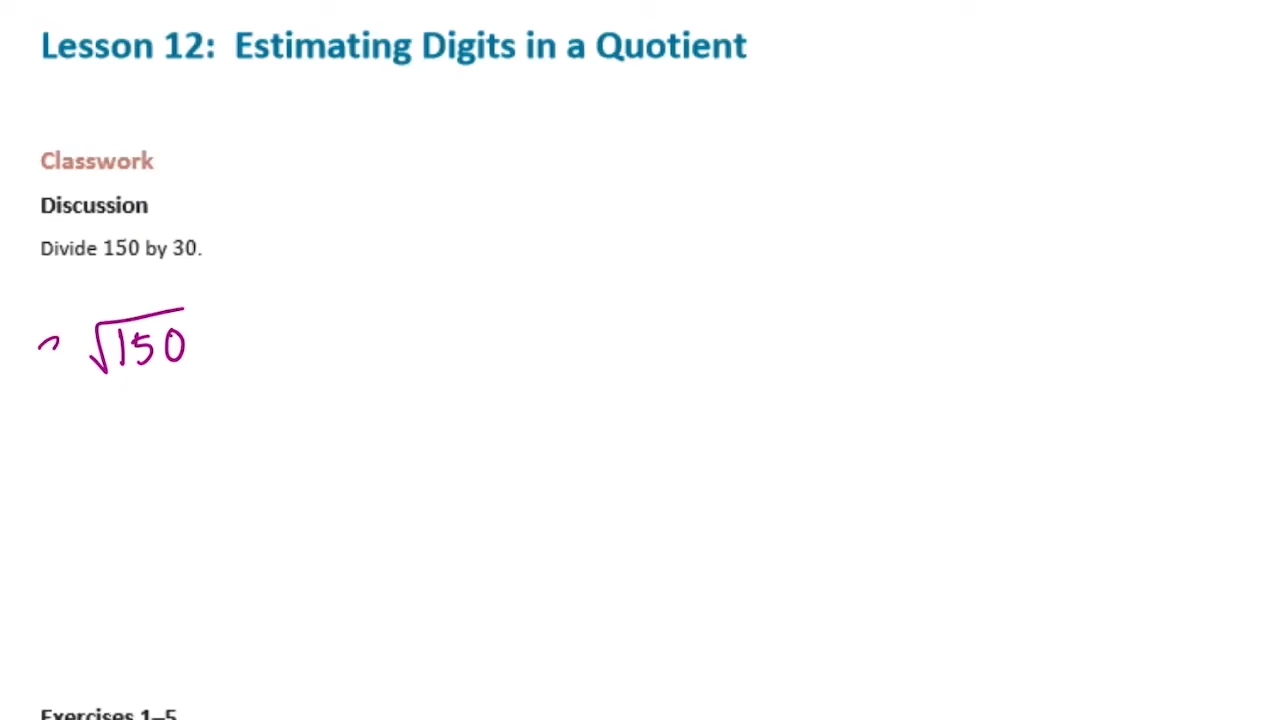 Lesson 12: Estimating Digits in a Quotient
Classwork
Discussion
Divide 150 by 30.
√150
Exercises 1–5